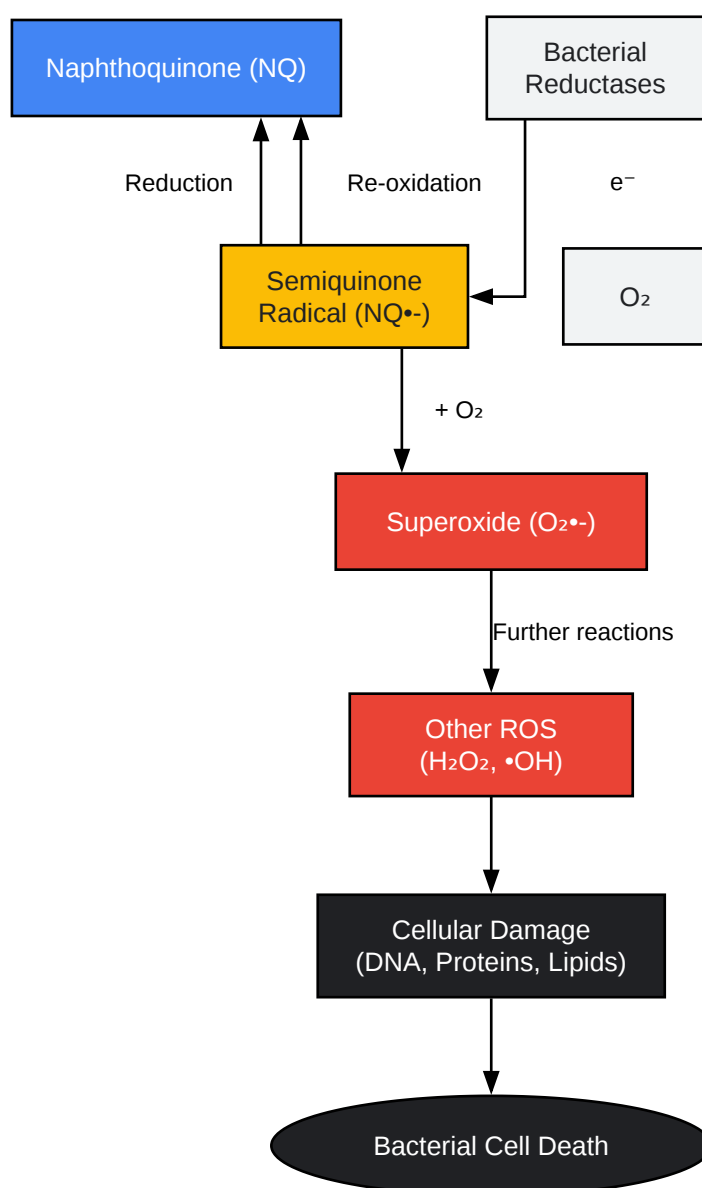 Naphthoquinone (NQ)
Bacterial
Reductases
Reduction
Re-oxidation
e⁻
Semiquinone
Radical (NQ•-)
O₂
+ O₂
Superoxide (O₂•-)
Further reactions
Other ROS
(H₂O₂, •OH)
Cellular Damage
(DNA, Proteins, Lipids)
Bacterial Cell Death